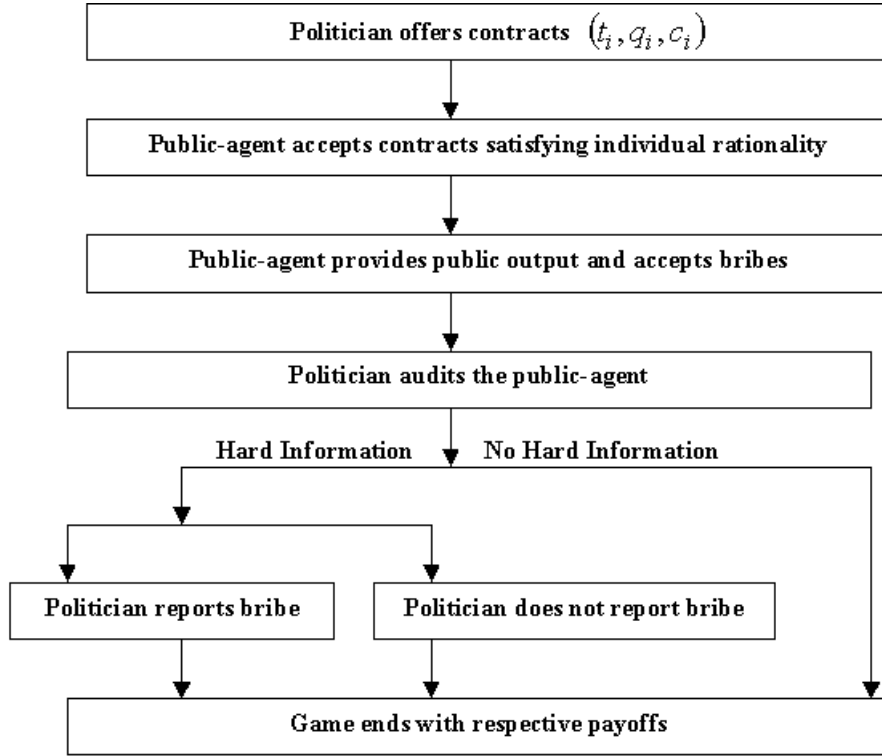 Politician offers contracts (t_i, q_i, c_i)
Public-agent accepts contracts satisfying individual rationality
Public-agent provides public output and accepts bribes
Politician audits the public-agent
Hard Information
No Hard Information
Politician reports bribe
Politician does not report bribe
Game ends with respective payoffs